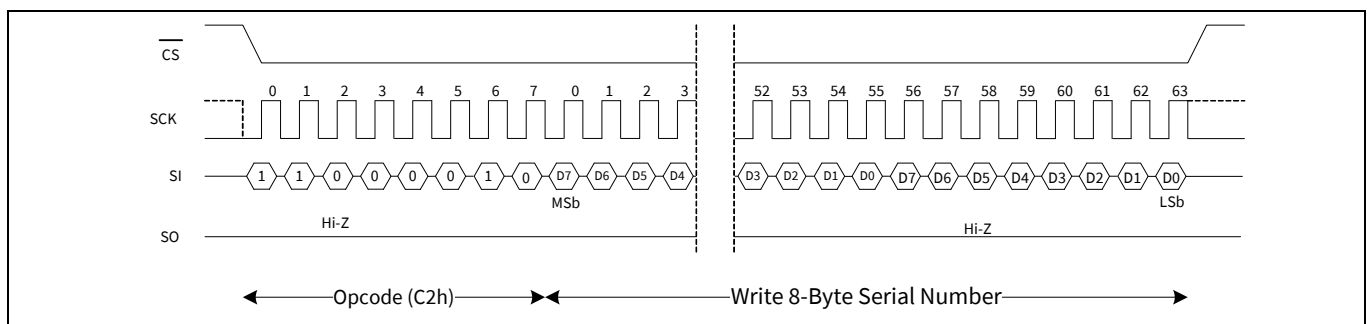 CS
0 1 2 3 4 5 6 7 0 1 2 3 52 53 54 55 56 57 58 59 60 61 62 63
SCK
SI 1 1 0 0 0 0 1 0 D7 D6 D5 D4 D3 D2 D1 D0 D7 D6 D5 D4 D3 D2 D1 D0
MSb LSb
Hi-Z Hi-Z
SO
Opcode (C2h) Write 8-Byte Serial Number